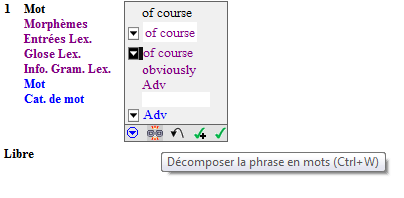 1 Mot of course
Morphèmes of course
Entrées Lex. of course
Glose Lex. obviously
Info. Gram. Lex. Adv
Mot
Cat. de mot Adv
Libre
Décomposer la phrase en mots (Ctrl+W)